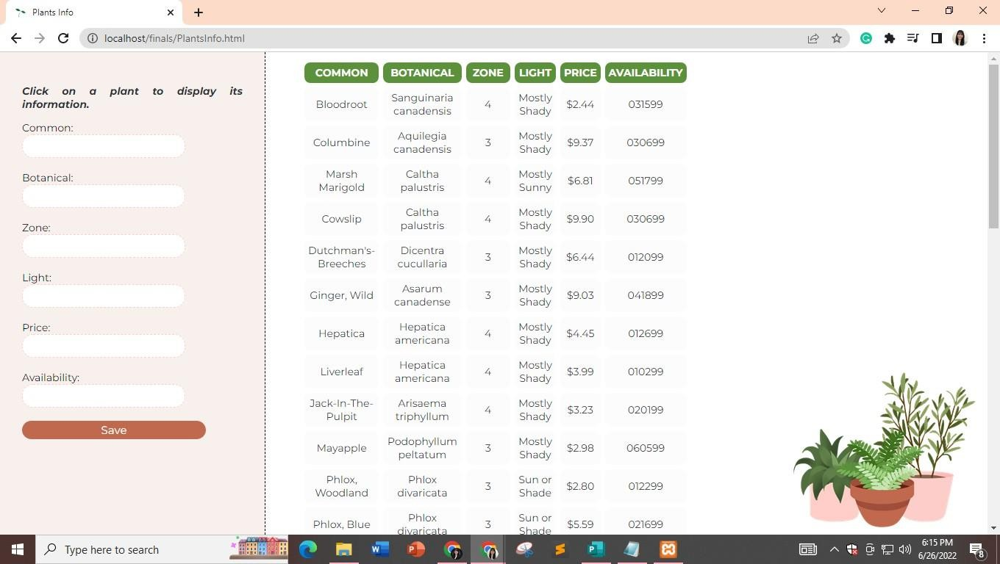 Plants Info
localhost/finals/PlantsInfo.html
Click on a plant to display its
information.
Common:
Botanical:
Zone:
Light:
Price:
Availability:
Save
COMMON BOTANICAL ZONE LIGHT PRICE AVAILABILITY
Bloodroot Sanguinaria canadensis 4 Mostly Shady $2.44 031599
Columbine Aquilegia canadensis 3 Mostly Shady $9.37 030699
Marsh Marigold Caltha palustris 4 Mostly Sunny $6.81 051799
Cowslip Caltha palustris 4 Mostly Shady $9.90 030699
Dutchman's-Breeches Dicentra cucullaria 3 Mostly Shady $6.44 012099
Ginger, Wild Asarum canadense 3 Mostly Shady $9.03 041899
Hepatica Hepatica americana 4 Mostly Shady $4.45 012699
Liverleaf Hepatica americana 4 Mostly Shady $3.99 010299
Jack-In-The-Pulpit Arisaema triphyllum 4 Mostly Shady $3.23 020199
Mayapple Podophyllum peltatum 3 Mostly Shady $2.98 060599
Phlox, Woodland Phlox divaricata 3 Sun or Shade $2.80 012299
Phlox, Blue Phlox divaricata 3 Sun or Shade $5.59 021699
Type here to search
6:15 PM
6/26/2022
8